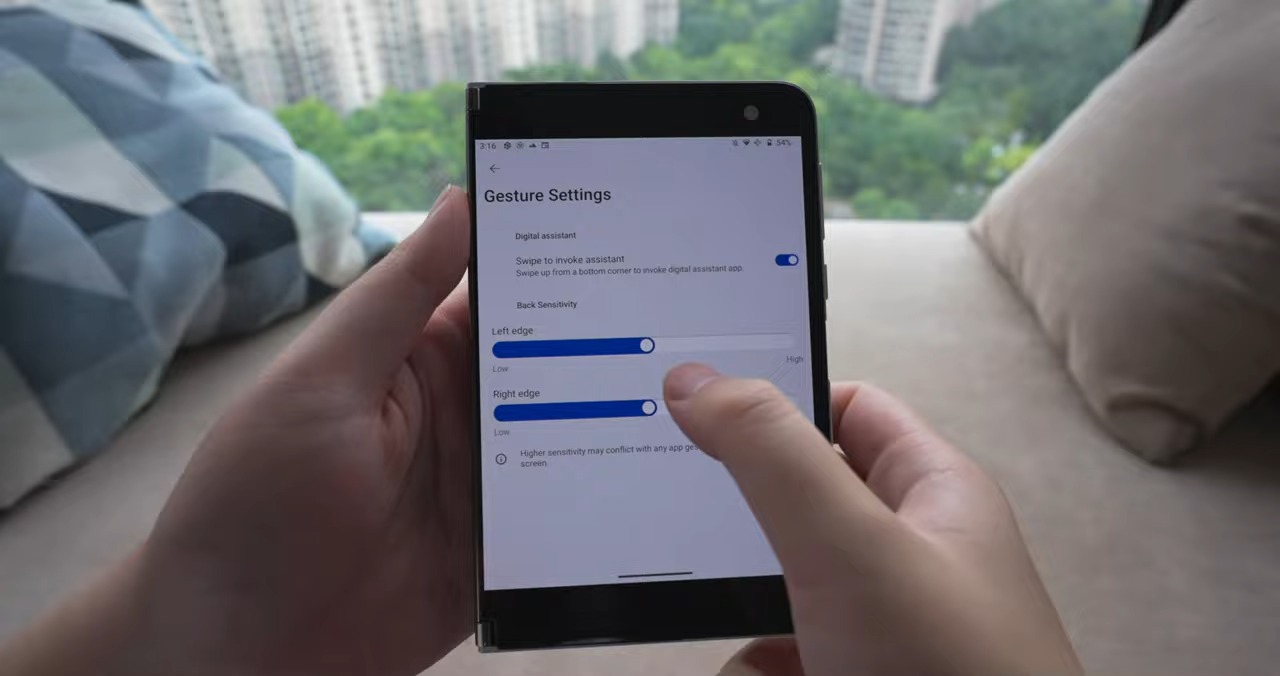 3:16
54%
Gesture Settings
Digital assistant
Swipe to invoke assistant
Swipe up from a bottom corner to invoke digital assistant app.
Back Sensitivity
Left edge
Low
High
Right edge
Low
Higher sensitivity may conflict with any app
screen.